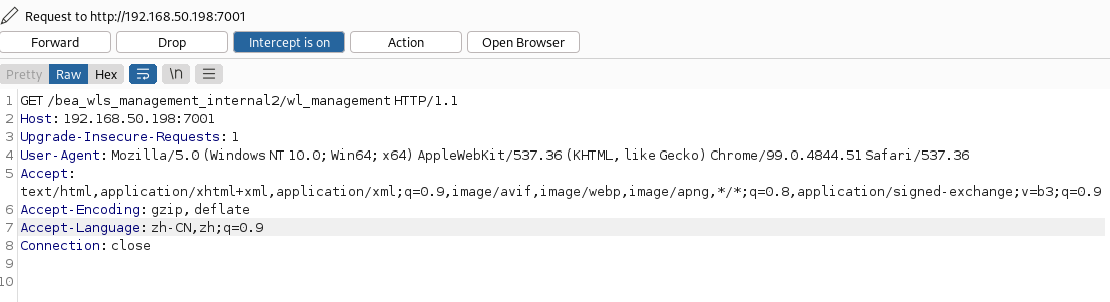 Request to http://192.168.50.198:7001
Forward Drop Intercept is on Action Open Browser
Pretty Raw Hex \n
1 GET /bea_wls_management_internal2/wl_management HTTP/1.1
2 Host: 192.168.50.198:7001
3 Upgrade-Insecure-Requests: 1
4 User-Agent: Mozilla/5.0 (Windows NT 10.0; Win64; x64) AppleWebKit/537.36 (KHTML, like Gecko) Chrome/99.0.4844.51 Safari/537.36
5 Accept:
text/html,application/xhtml+xml,application/xml;q=0.9,image/avif,image/webp,image/apng,*/*;q=0.8,application/signed-exchange;v=b3;q=0.9
6 Accept-Encoding: gzip, deflate
7 Accept-Language: zh-CN,zh;q=0.9
8 Connection: close
9
10